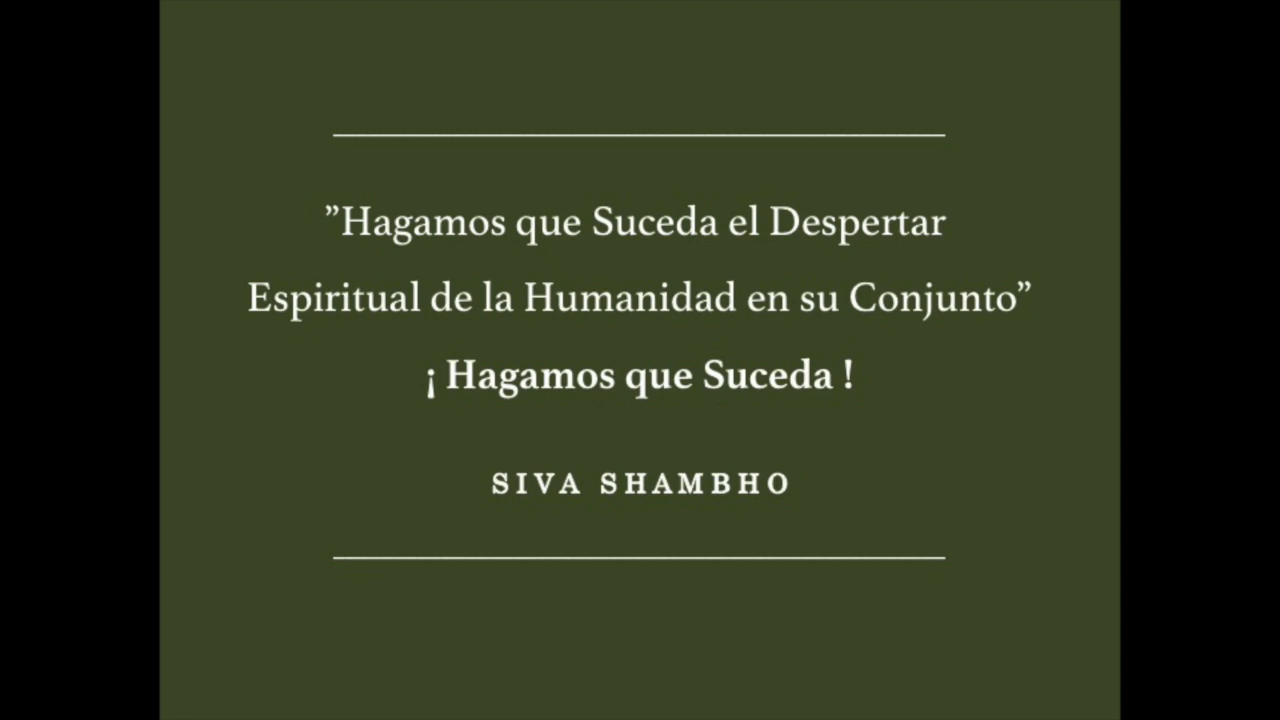 ”Hagamos que Suceda el Despertar
Espiritual de la Humanidad en su Conjunto”
¡ Hagamos que Suceda !
SIVA SHAMBHO